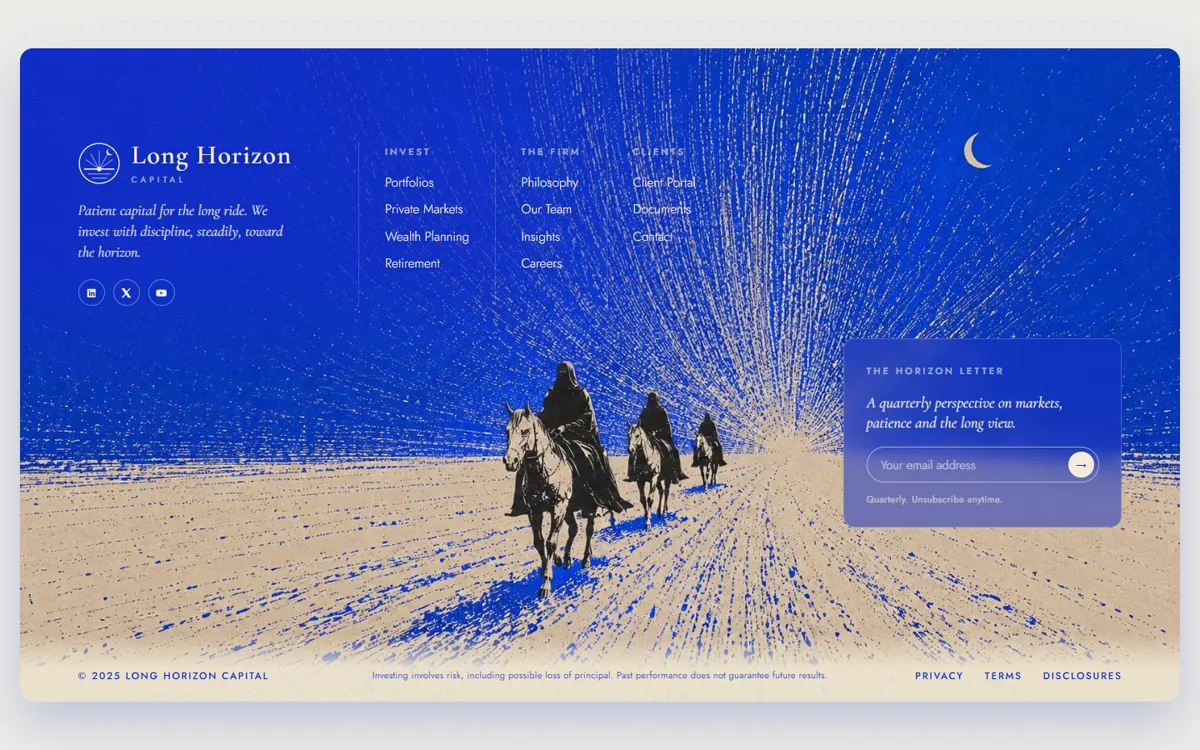 Long Horizon
CAPITAL
Patient capital for the long ride. We
invest with discipline, steadily, toward
the horizon.
INVEST
Portfolios
Private Markets
Wealth Planning
Retirement
THE FIRM
Philosophy
Our Team
Insights
Careers
CLIENTS
Client Portal
Documents
Contact
THE HORIZON LETTER
A quarterly perspective on markets,
patience and the long view.
Your email address
→
Quarterly. Unsubscribe anytime.
© 2025 LONG HORIZON CAPITAL
Investing involves risk, including possible loss of principal. Past performance does not guarantee future results.
PRIVACY TERMS DISCLOSURES